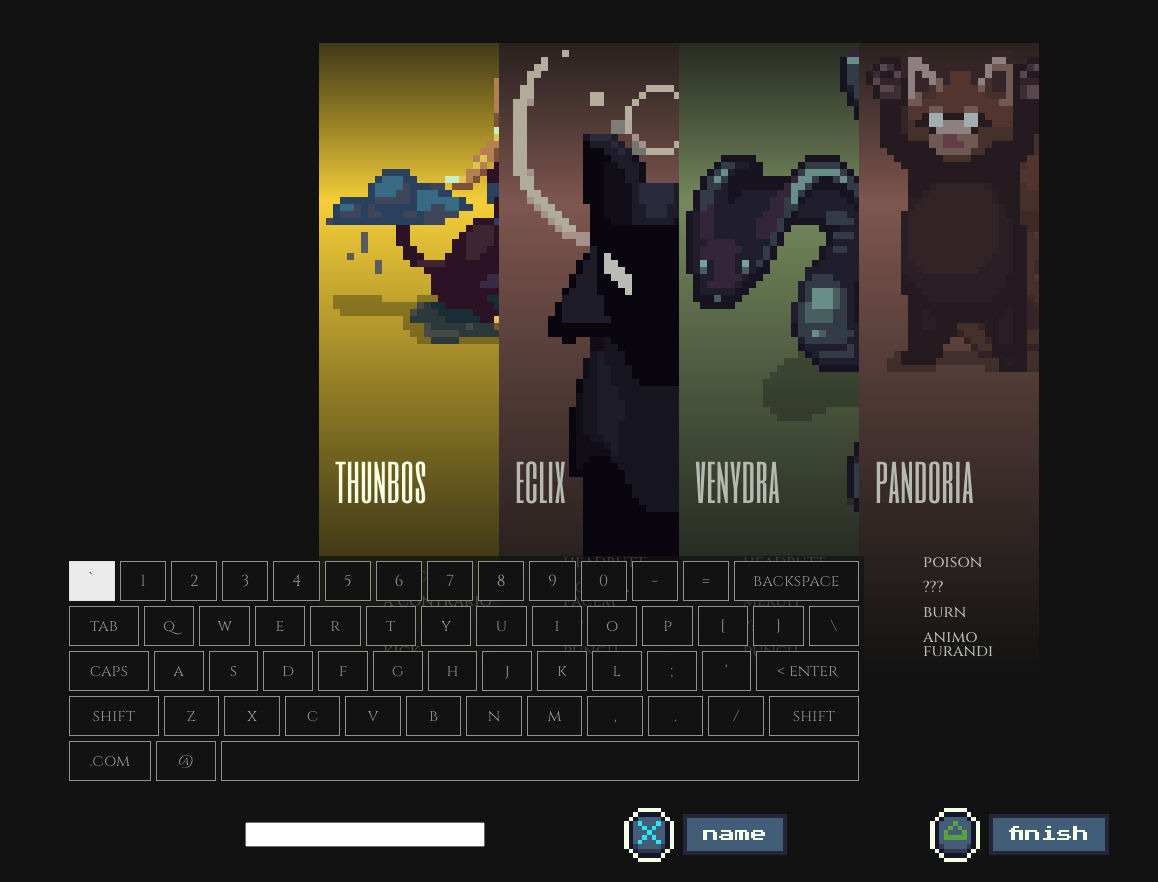 THUNBOS
ECLIX
VENYDRA
PANDORIA
POISON
???
BURN
ANIMO
FURANDI
` 1 2 3 4 5 6 7 8 9 0 - = BACKSPACE
TAB Q W E R T Y U I O P [ ] \
CAPS A S D F G H J K L ; ' < ENTER
SHIFT Z X C V B N M , . / SHIFT
.COM @
name
finish